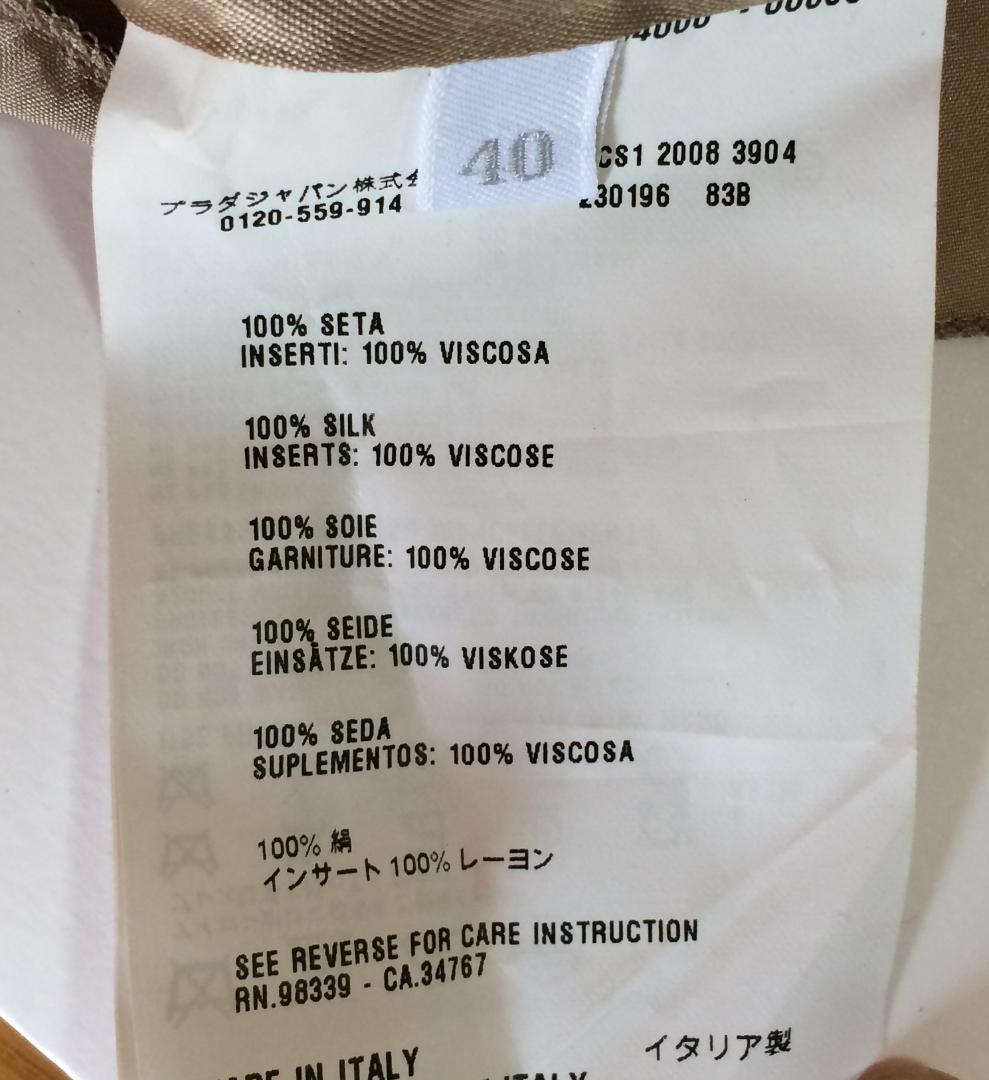 40
CS1 2008 3904
プラダジャパン株式
0120-559-914
30196 83B
100% SETA
INSERTI: 100% VISCOSA
100% SILK
INSERTS: 100% VISCOSE
100% SOIE
GARNITURE: 100% VISCOSE
100% SEIDE
EINSÄTZE: 100% VISKOSE
100% SEDA
SUPLEMENTOS: 100% VISCOSA
100% 絹
インサート 100% レーヨン
SEE REVERSE FOR CARE INSTRUCTION
RN.98339 - CA.34767
イタリア製
IN ITALY